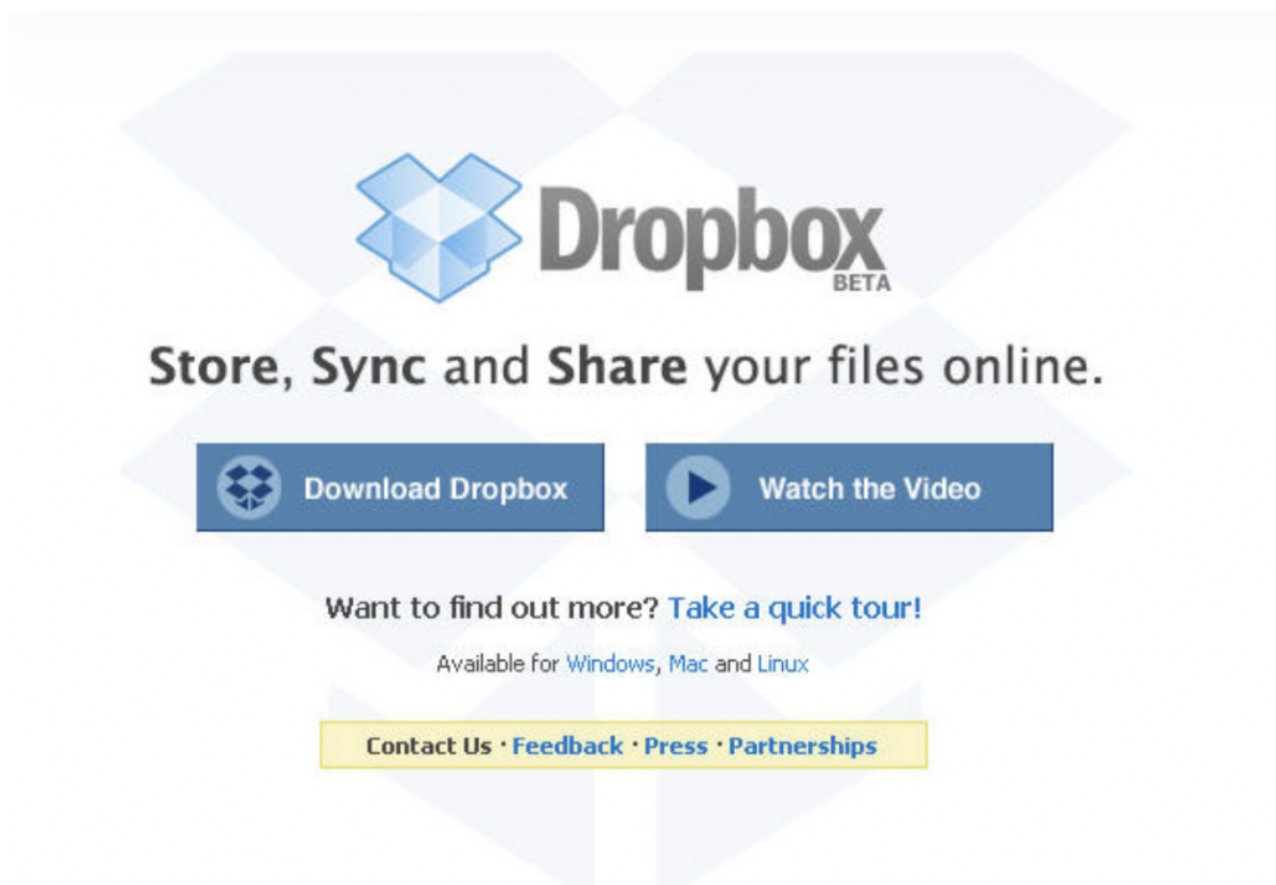 Dropbox
BETA
Store, Sync and Share your files online.
Download Dropbox
Watch the Video
Want to find out more? Take a quick tour!
Available for Windows, Mac and Linux
Contact Us · Feedback · Press · Partnerships